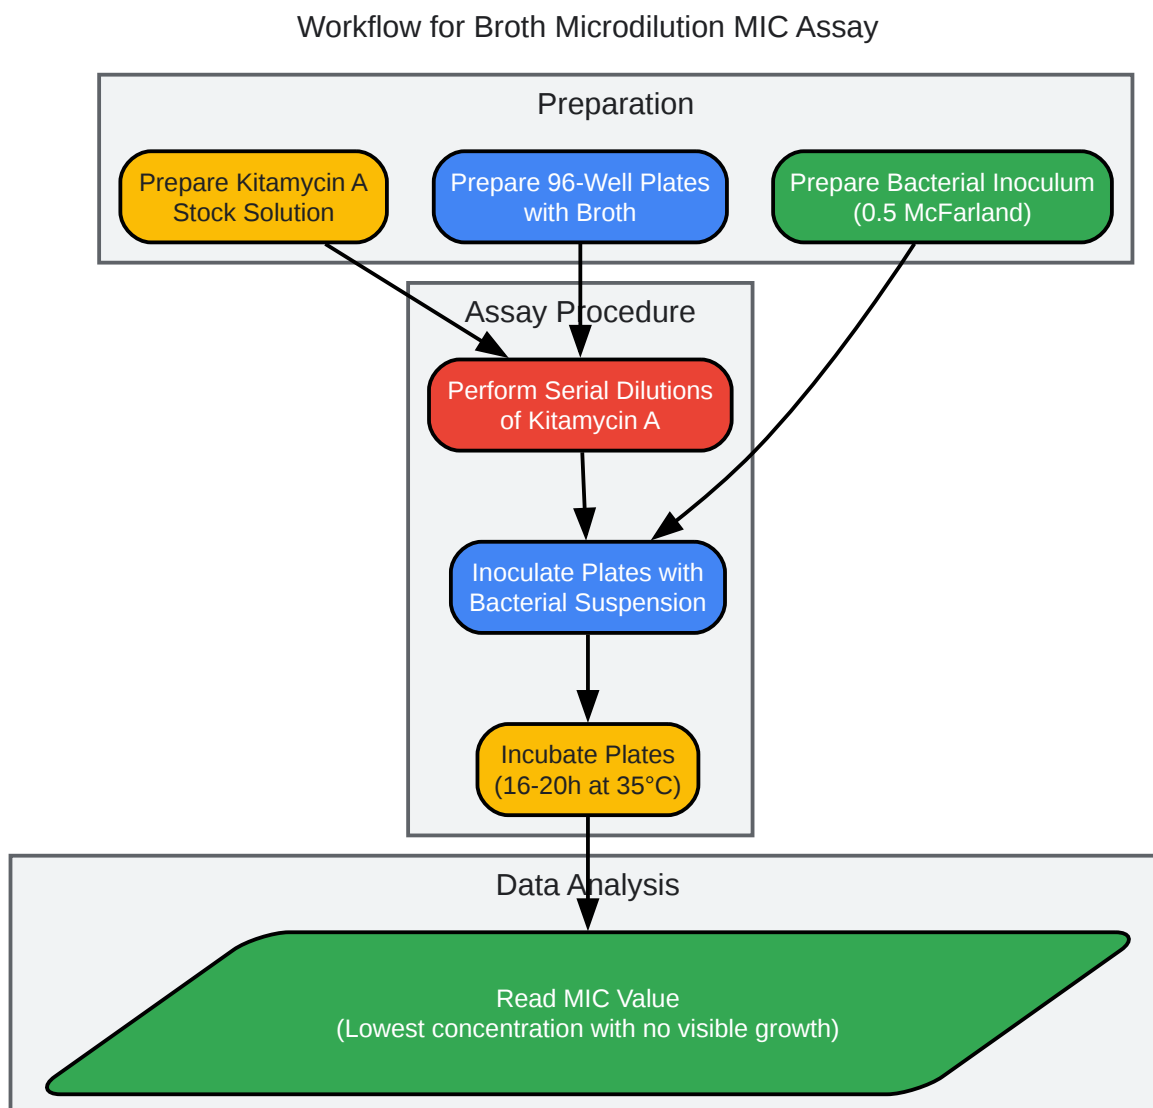 Workflow for Broth Microdilution MIC Assay
Preparation
Prepare Kitamycin A
Stock Solution
Prepare 96-Well Plates
with Broth
Prepare Bacterial Inoculum
(0.5 McFarland)
Assay Procedure
Perform Serial Dilutions
of Kitamycin A
Inoculate Plates with
Bacterial Suspension
Incubate Plates
(16-20h at 35°C)
Data Analysis
Read MIC Value
(Lowest concentration with no visible growth)